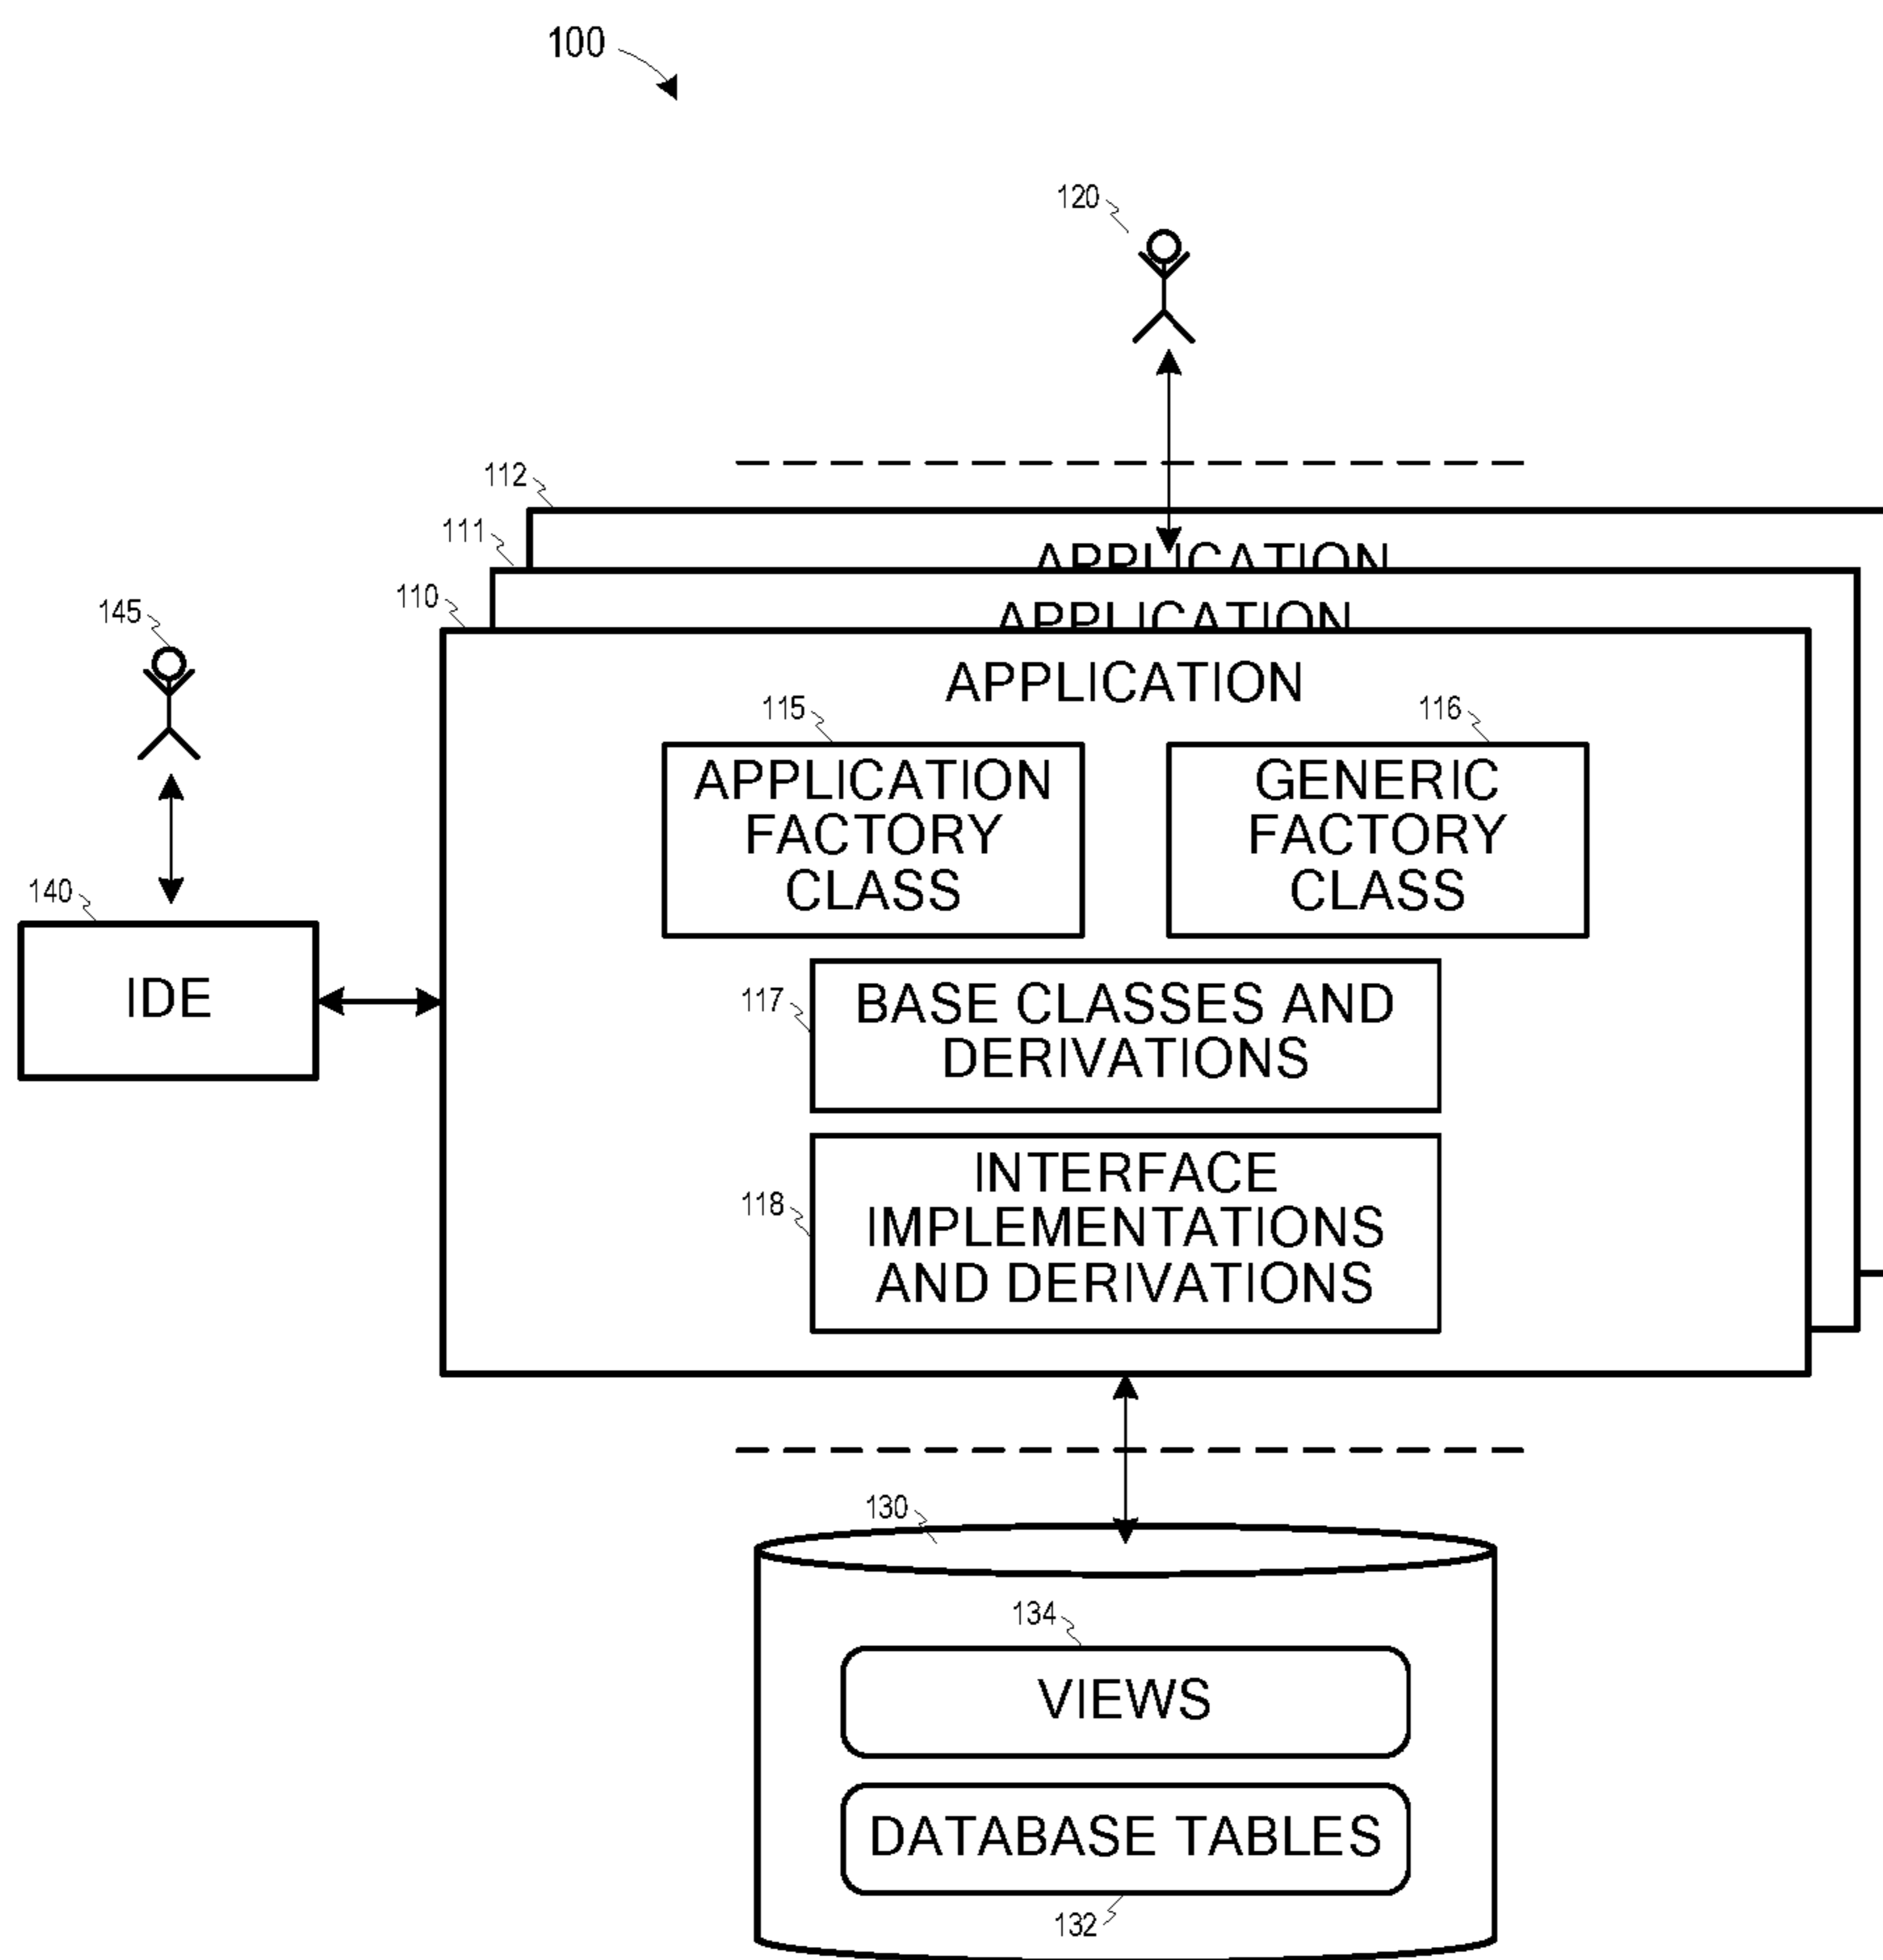 100
120
112
APPLICATION
111
APPLICATION
110
APPLICATION
145
115
116
APPLICATION
FACTORY
CLASS
GENERIC
FACTORY
CLASS
140
IDE
117
BASE CLASSES AND
DERIVATIONS
118
INTERFACE
IMPLEMENTATIONS
AND DERIVATIONS
130
134
VIEWS
DATABASE TABLES
132